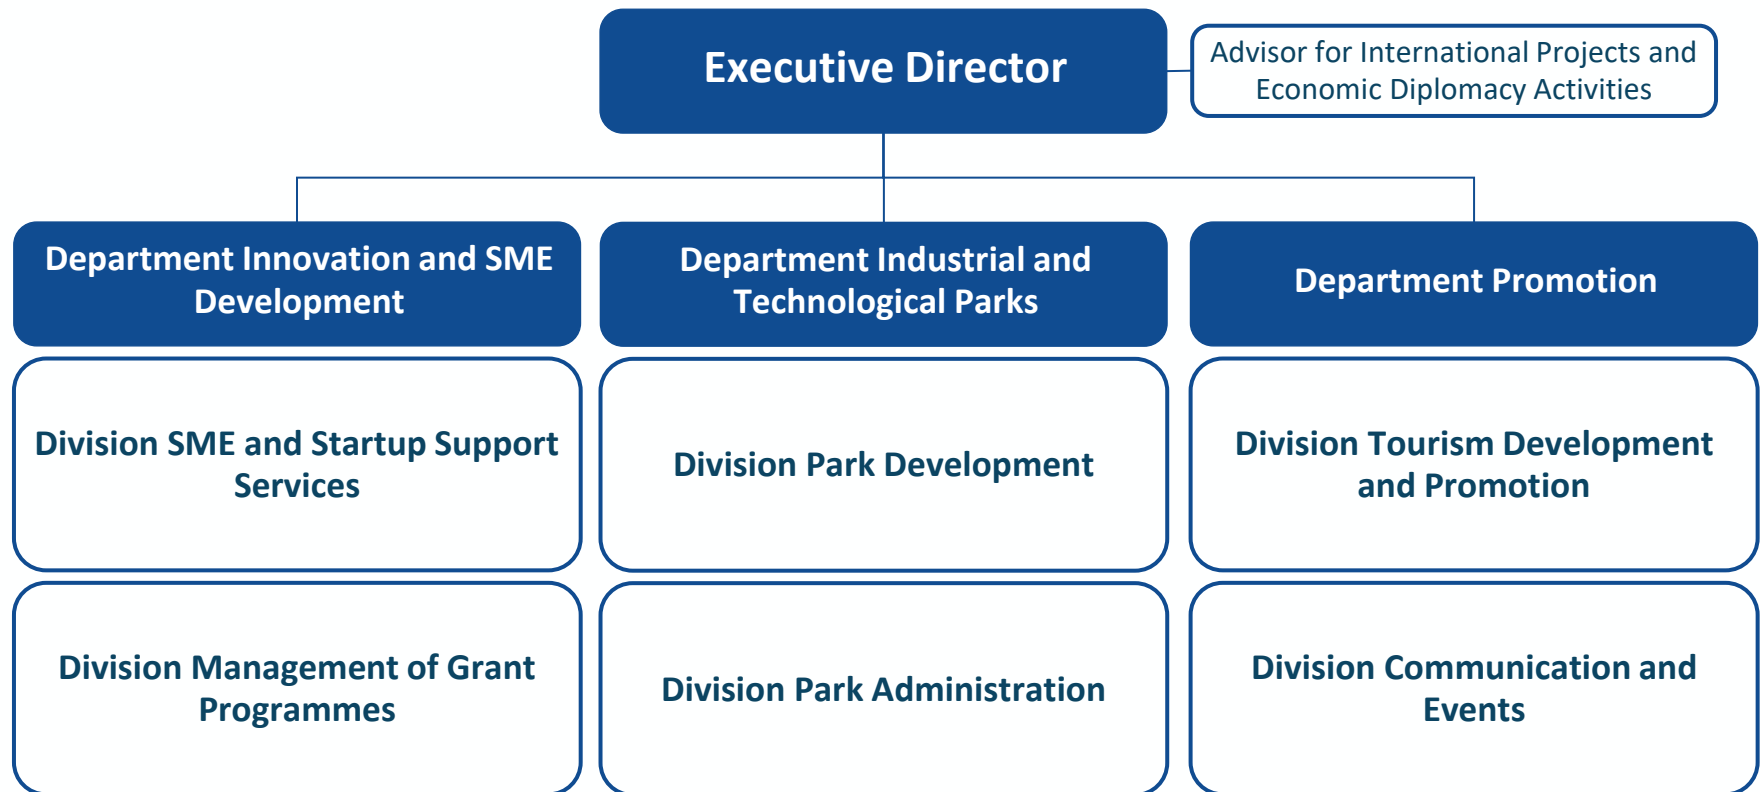 Executive Director
Advisor for International Projects and
Economic Diplomacy Activities
Department Innovation and SME
Development
Department Industrial and
Technological Parks
Department Promotion
Division SME and Startup Support
Services
Division Park Development
Division Tourism Development
and Promotion
Division Management of Grant
Programmes
Division Park Administration
Division Communication and
Events